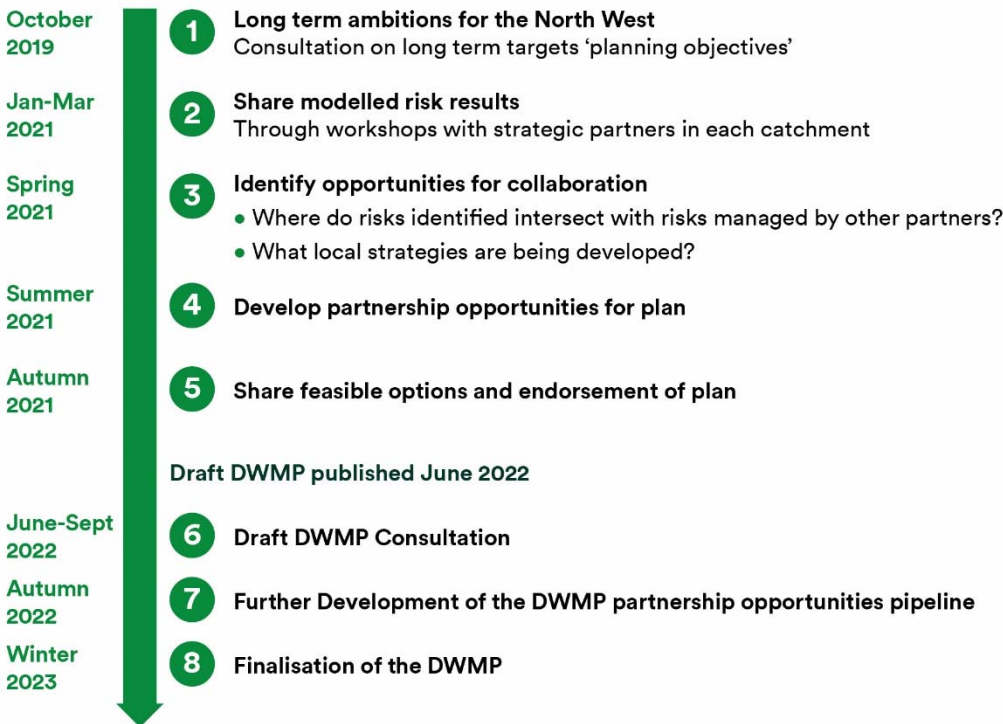 October
2019
1
Long term ambitions for the North West
Consultation on long term targets ‘planning objectives’
Jan-Mar
2021
2
Share modelled risk results
Through workshops with strategic partners in each catchment
Spring
2021
3
Identify opportunities for collaboration
• Where do risks identified intersect with risks managed by other partners?
• What local strategies are being developed?
Summer
2021
4
Develop partnership opportunities for plan
Autumn
2021
5
Share feasible options and endorsement of plan
Draft DWMP published June 2022
June-Sept
2022
6
Draft DWMP Consultation
Autumn
2022
7
Further Development of the DWMP partnership opportunities pipeline
Winter
2023
8
Finalisation of the DWMP